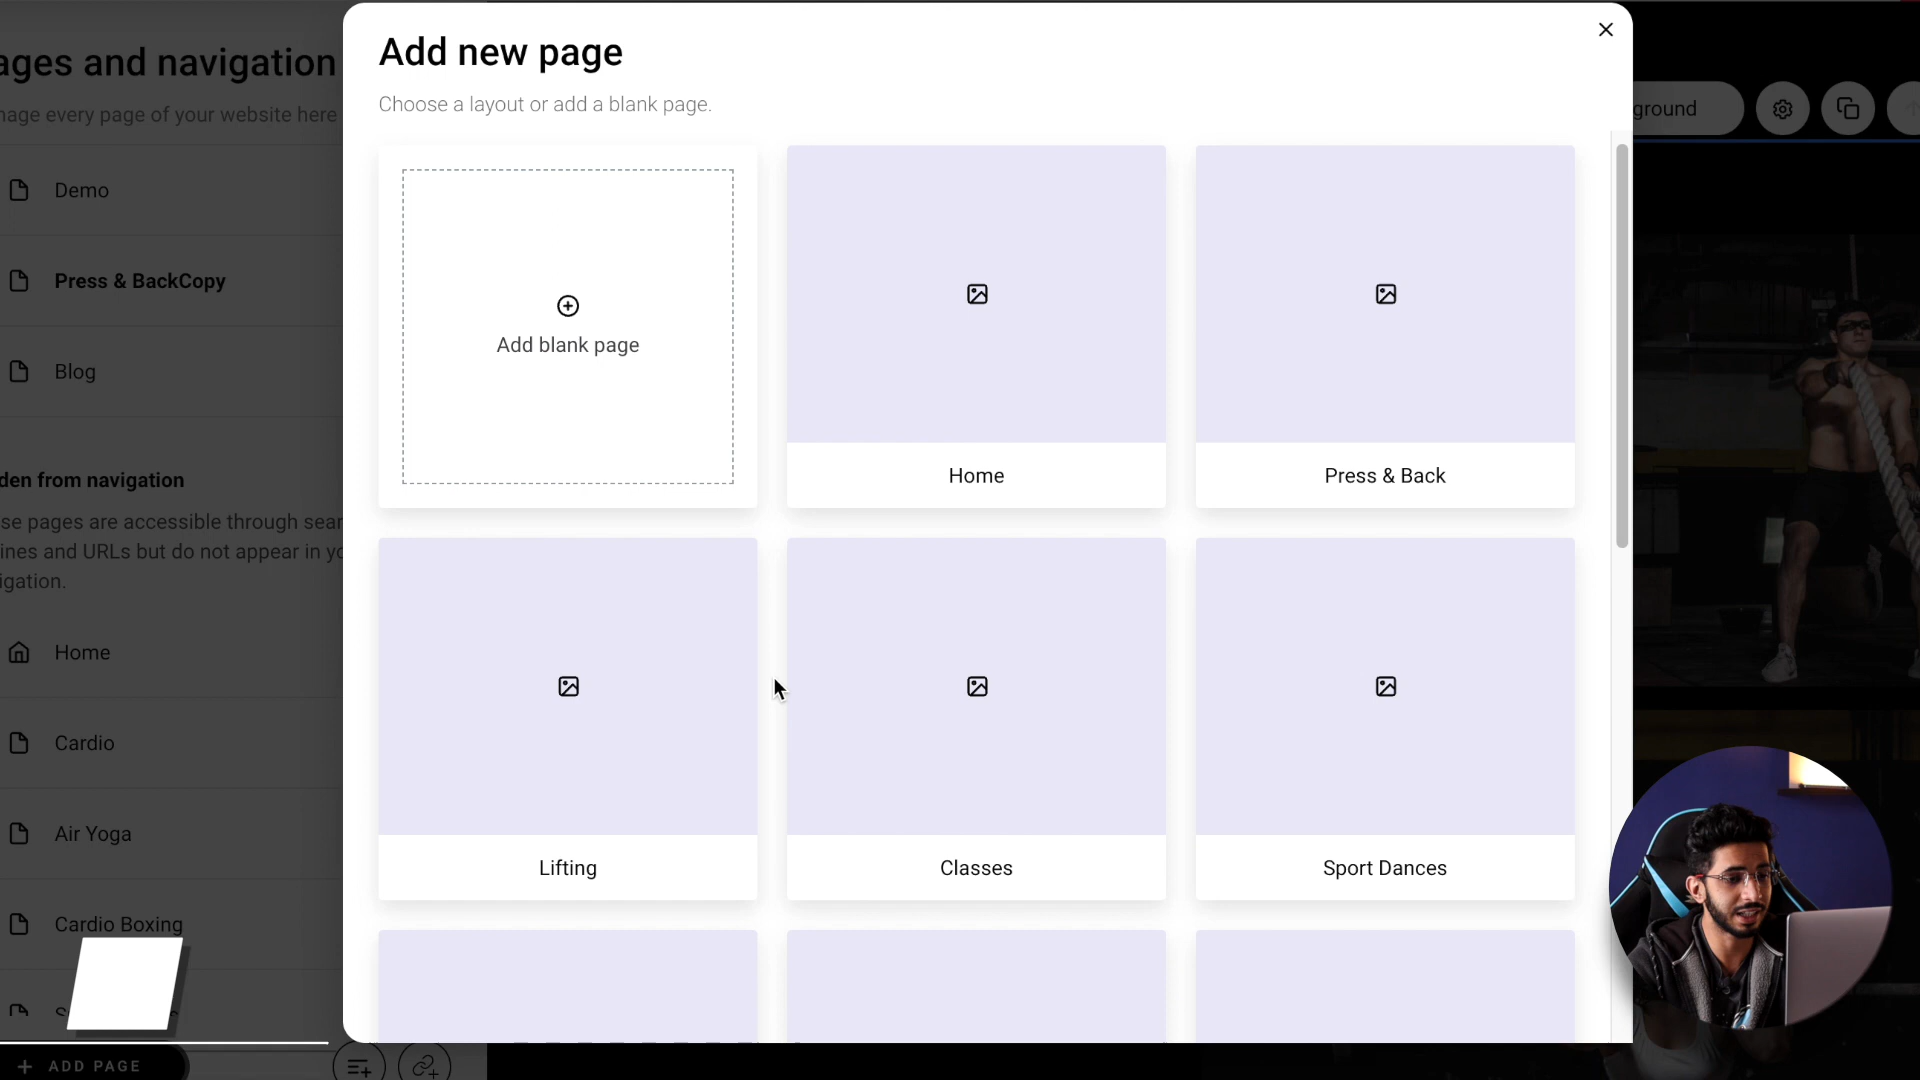 Add new page
Choose a layout or add a blank page.
Add blank page
Home
Press & Back
Lifting
Classes
Sport Dances
ages and navigation
nage every page of your website here
Demo
Press & BackCopy
Blog
den from navigation
se pages are accessible through sear
ines and URLs but do not appear in yo
igation.
Home
Cardio
Air Yoga
Cardio Boxing
ADD PAGE
ground